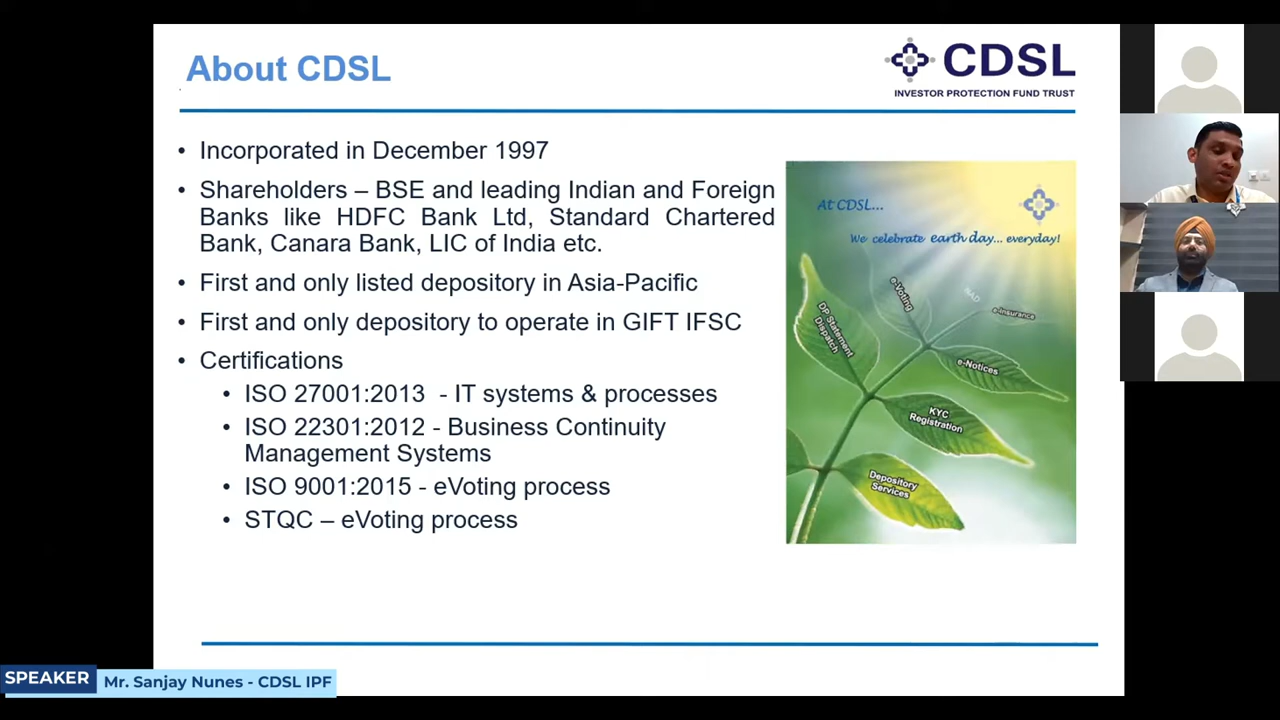 About CDSL
CDSL
INVESTOR PROTECTION FUND TRUST
• Incorporated in December 1997
• Shareholders – BSE and leading Indian and Foreign
Banks like HDFC Bank Ltd, Standard Chartered
Bank, Canara Bank, LIC of India etc.
• First and only listed depository in Asia-Pacific
• First and only depository to operate in GIFT IFSC
• Certifications
• ISO 27001:2013 - IT systems & processes
• ISO 22301:2012 - Business Continuity
Management Systems
• ISO 9001:2015 - eVoting process
• STQC – eVoting process
At CDSL...
We celebrate earth day... everyday!
e-Voting
e-Insurance
DP Statement
Dispatch
e-Notices
KYC
Registration
Depository
Services
SPEAKER
Mr. Sanjay Nunes - CDSL IPF